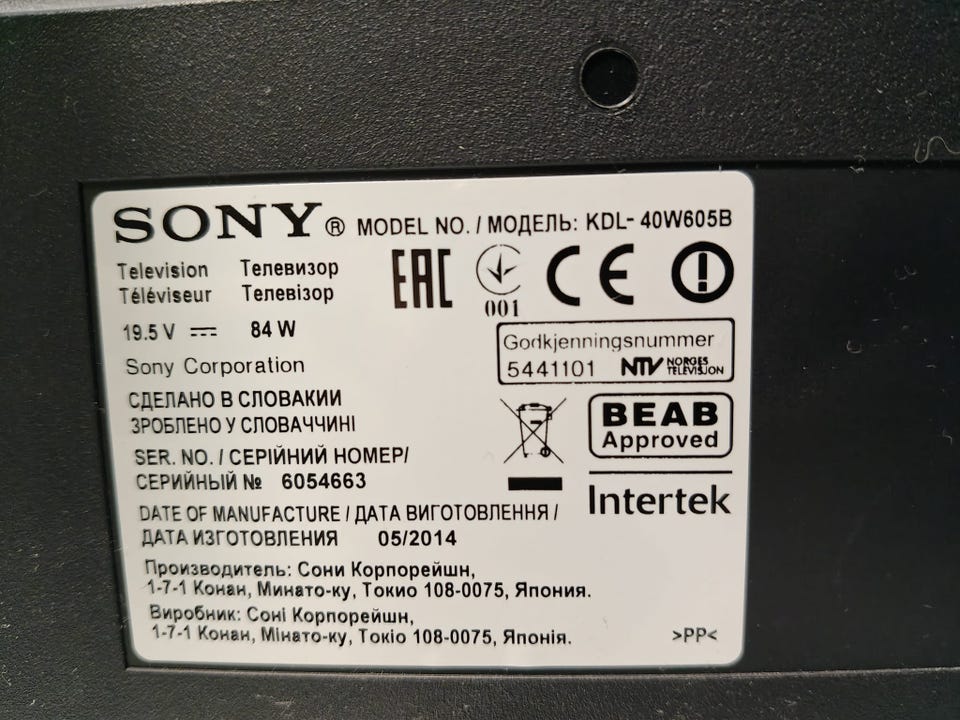 SONY® MODEL NO. / МОДЕЛЬ: KDL- 40W605B
Television Телевизор
Téléviseur Телевізор
EAC
001
CE
19.5 V 84 W
Godkjenningsnummer
5441101 NTV NORGES TELEVISJON
Sony Corporation
СДЕЛАНО В СЛОВАКИИ
ЗРОБЛЕНО У СЛОВАЧЧИНІ
BEAB
Approved
SER. NO. / СЕРІЙНИЙ НОМЕР/
СЕРИЙНЫЙ № 6054663
Intertek
DATE OF MANUFACTURE / ДАТА ВИГОТОВЛЕННЯ /
ДАТА ИЗГОТОВЛЕНИЯ 05/2014
Производитель: Сони Корпорейшн,
1-7-1 Конан, Минато-ку, Токио 108-0075, Япония.
Виробник: Соні Корпорейшн,
1-7-1 Конан, Мінато-ку, Токіо 108-0075, Японія.
>PP<